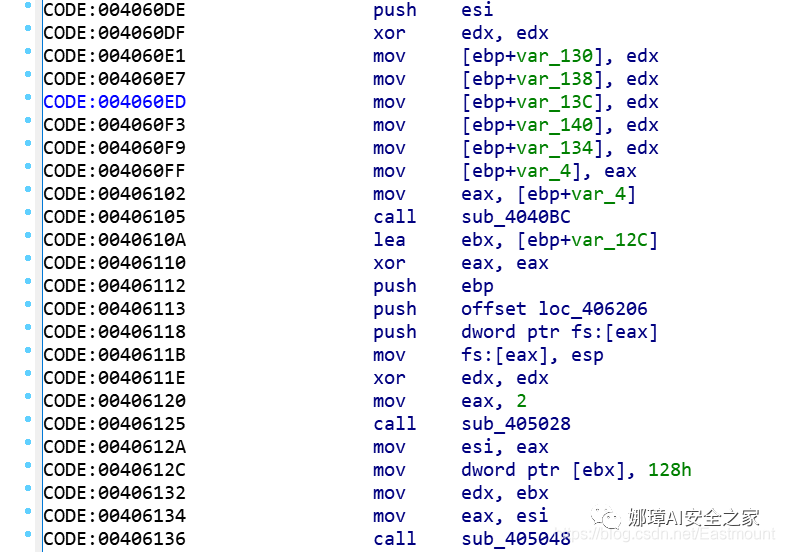 CODE:004060DE push esi
CODE:004060DF xor edx, edx
CODE:004060E1 mov [ebp+var_130], edx
CODE:004060E7 mov [ebp+var_138], edx
CODE:004060ED mov [ebp+var_13C], edx
CODE:004060F3 mov [ebp+var_140], edx
CODE:004060F9 mov [ebp+var_134], edx
CODE:004060FF mov [ebp+var_4], eax
CODE:00406102 mov eax, [ebp+var_4]
CODE:00406105 call sub_4040BC
CODE:0040610A lea ebx, [ebp+var_12C]
CODE:00406110 xor eax, eax
CODE:00406112 push ebp
CODE:00406113 push offset loc_406206
CODE:00406118 push dword ptr fs:[eax]
CODE:0040611B mov fs:[eax], esp
CODE:0040611E xor edx, edx
CODE:00406120 mov eax, 2
CODE:00406125 call sub_405028
CODE:0040612A mov esi, eax
CODE:0040612C mov dword ptr [ebx], 128h
CODE:00406132 mov edx, ebx
CODE:00406134 mov eax, esi
CODE:00406136 call sub_405048
娜璋AI安全之家
https://blog.csdn.net/Eastmount